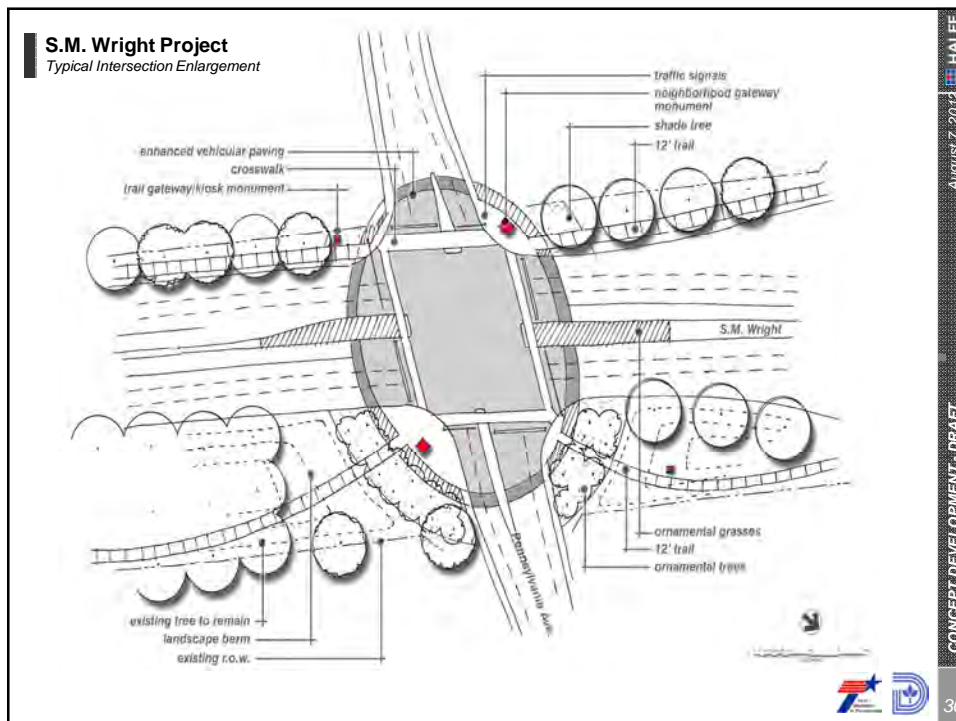 S.M. Wright Project
Typical Intersection Enlargement
traffic signals
neighborhood gateway
monument
shade tree
12' trail
enhanced vehicular paving
crosswalk
trail gateway/kiosk monument
S.M. Wright
ornamental grasses
12' trail
ornamental trees
Pennsylvania Ave.
existing tree to remain
landscape berm
existing r.o.w.
HALFF
August 7, 2012
CONCEPT DEVELOPMENT: DRAFT